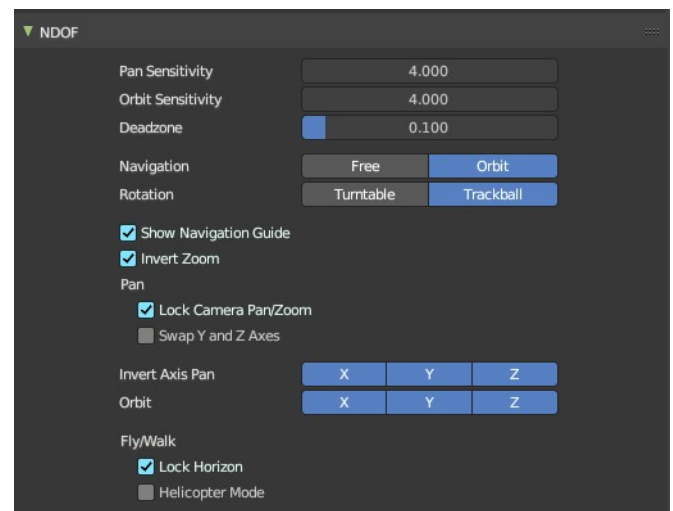 NDOF
Pan Sensitivity 4.000
Orbit Sensitivity 4.000
Deadzone 0.100
Navigation Free Orbit
Rotation Turntable Trackball
Show Navigation Guide
Invert Zoom
Pan
Lock Camera Pan/Zoom
Swap Y and Z Axes
Invert Axis Pan X Y Z
Orbit X Y Z
Fly/Walk
Lock Horizon
Helicopter Mode